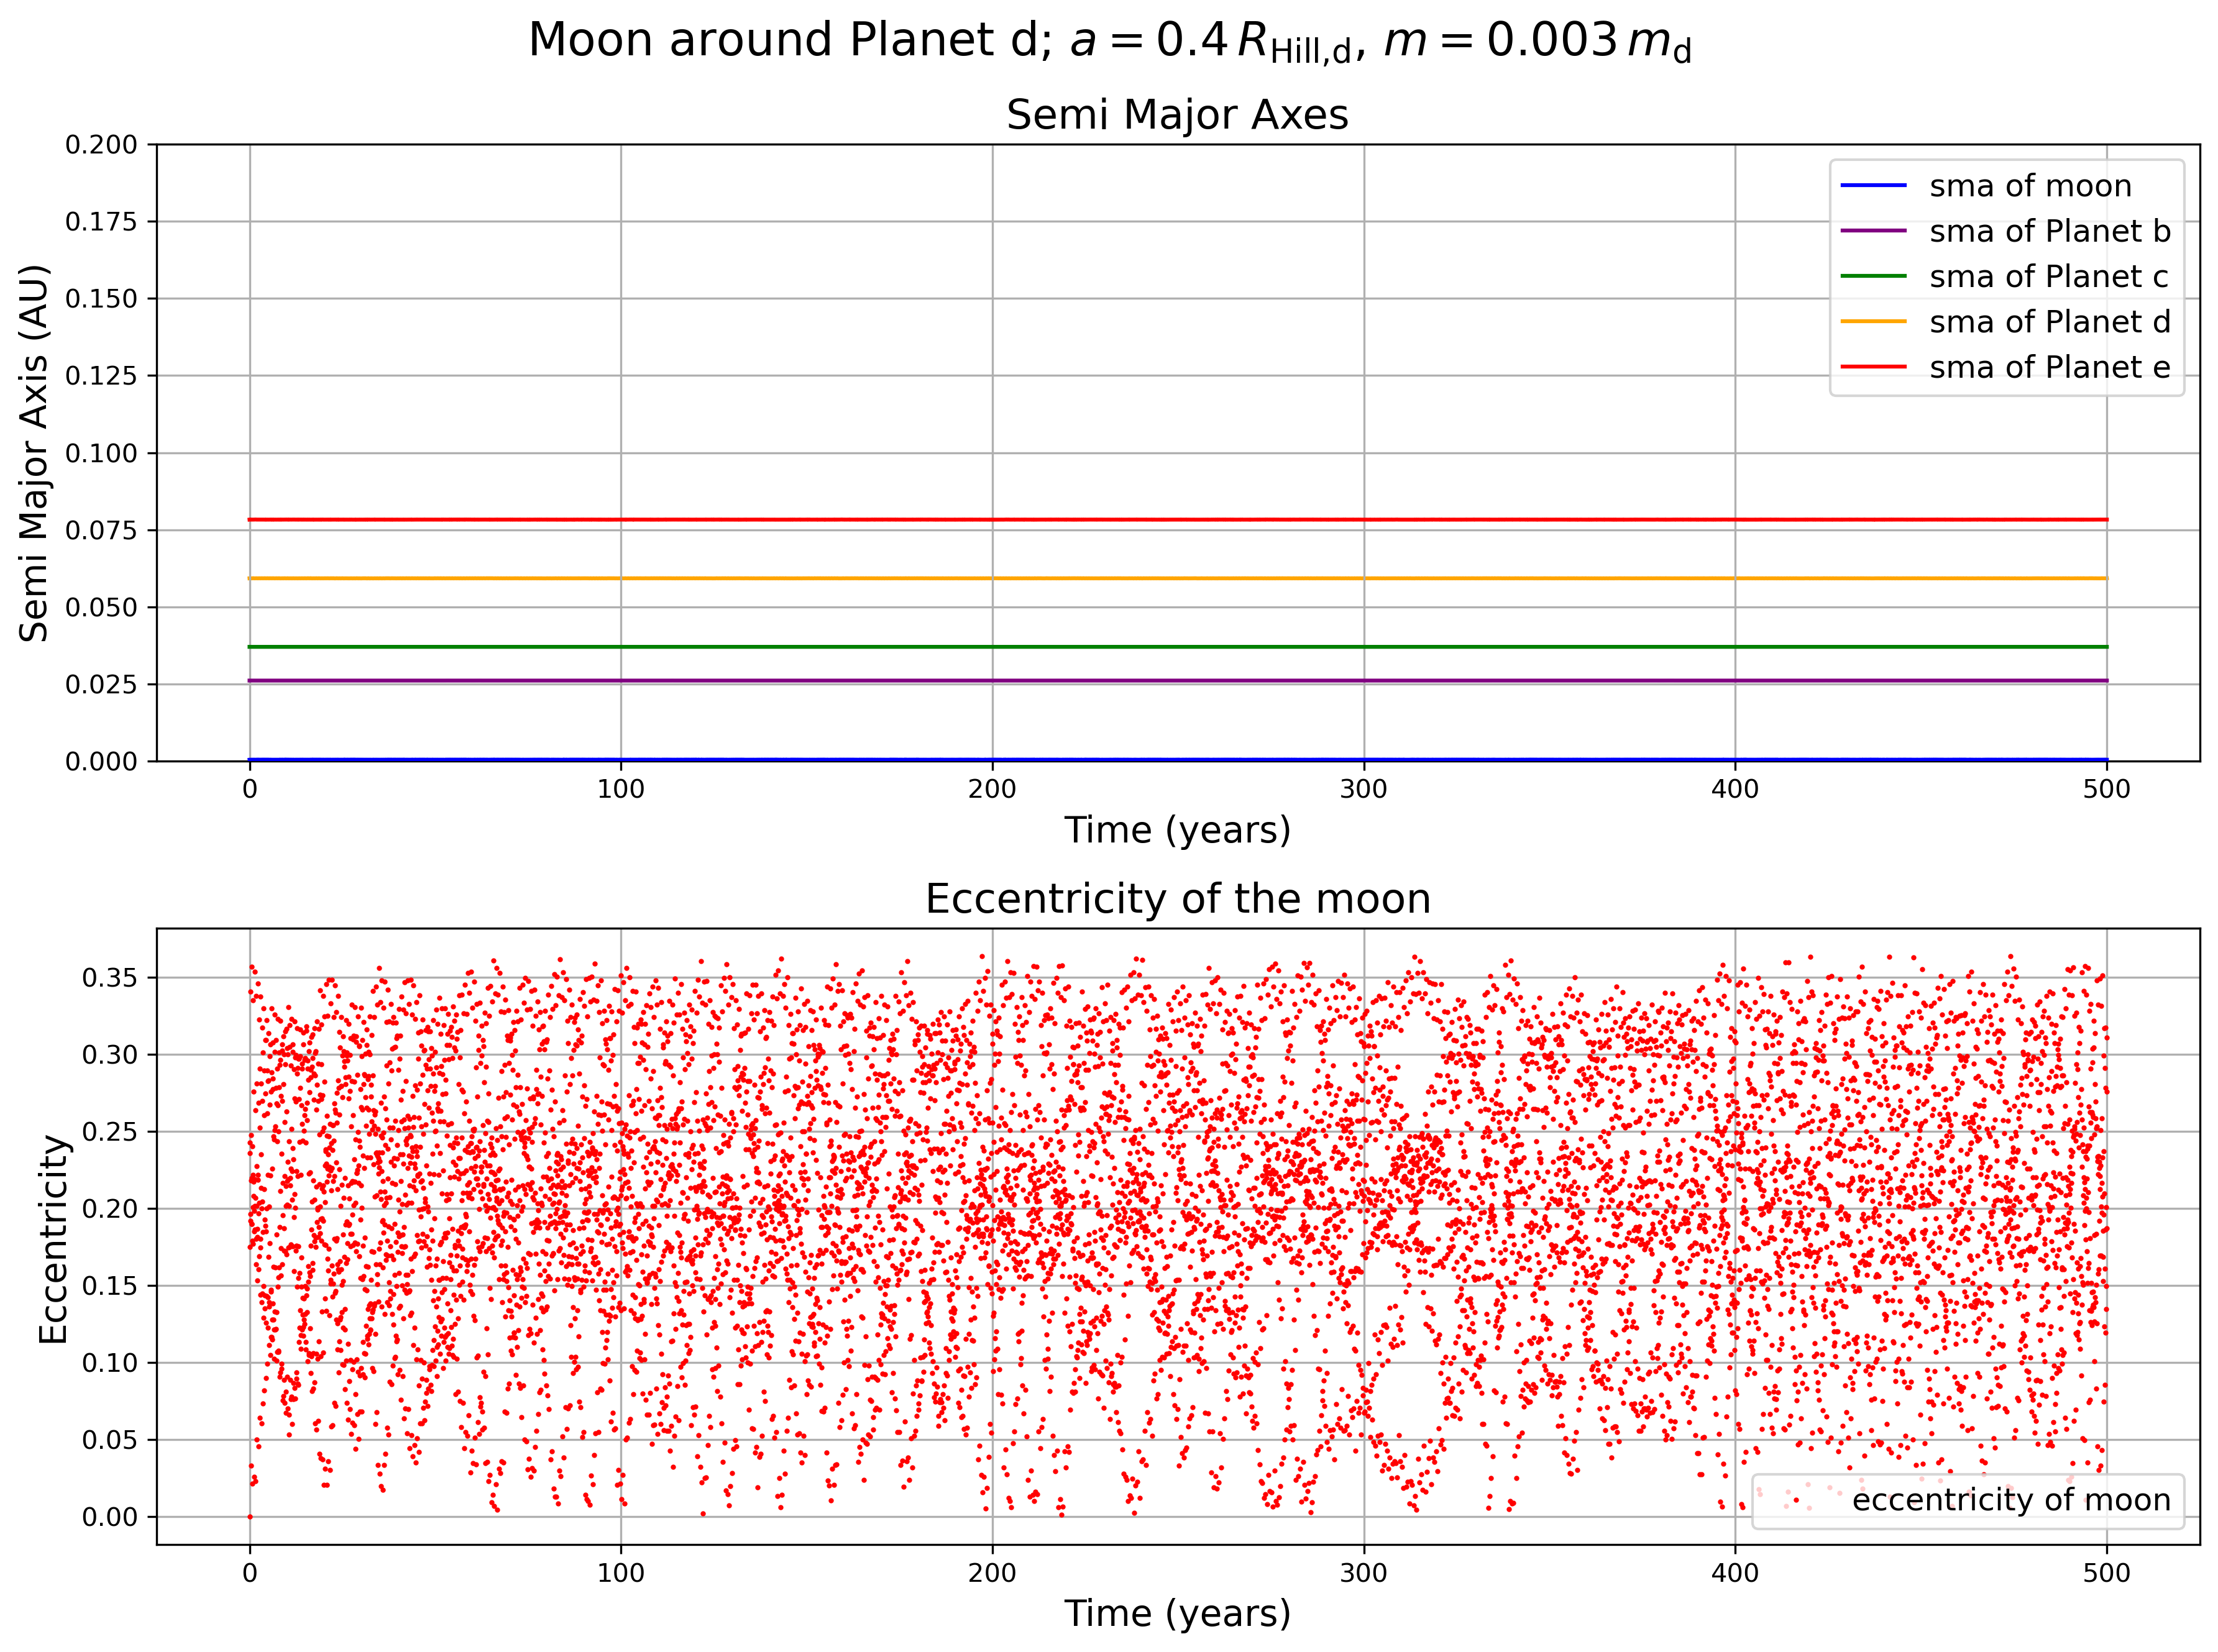 Moon around Planet d; a = 0.4 R_Hill,d, m = 0.003 m_d
Semi Major Axes
Semi Major Axis (AU)
0.200
0.175
0.150
0.125
0.100
0.075
0.050
0.025
0.000
sma of moon
sma of Planet b
sma of Planet c
sma of Planet d
sma of Planet e
0 100 200 300 400 500
Time (years)
Eccentricity of the moon
Eccentricity
0.35
0.30
0.25
0.20
0.15
0.10
0.05
0.00
eccentricity of moon
0 100 200 300 400 500
Time (years)